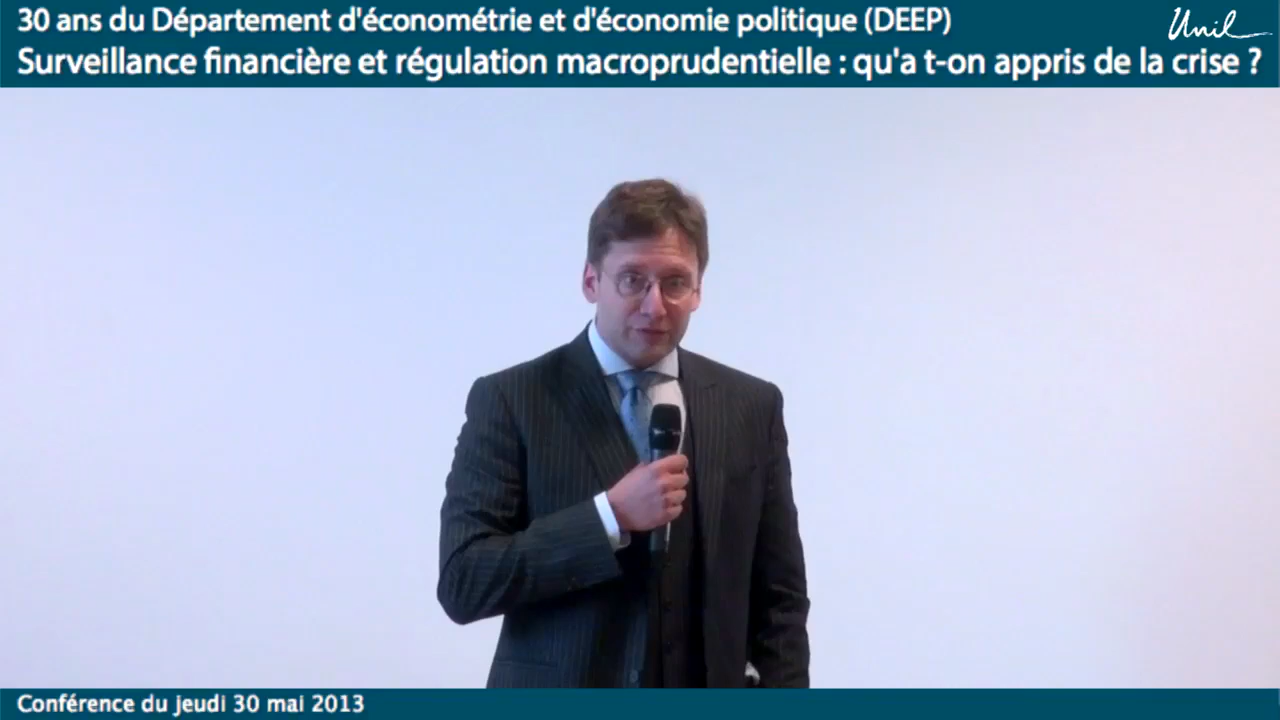 30 ans du Département d'économétrie et d'économie politique (DEEP)
Unil
Surveillance financière et régulation macroprudentielle : qu'a t-on appris de la crise ?
Conférence du jeudi 30 mai 2013